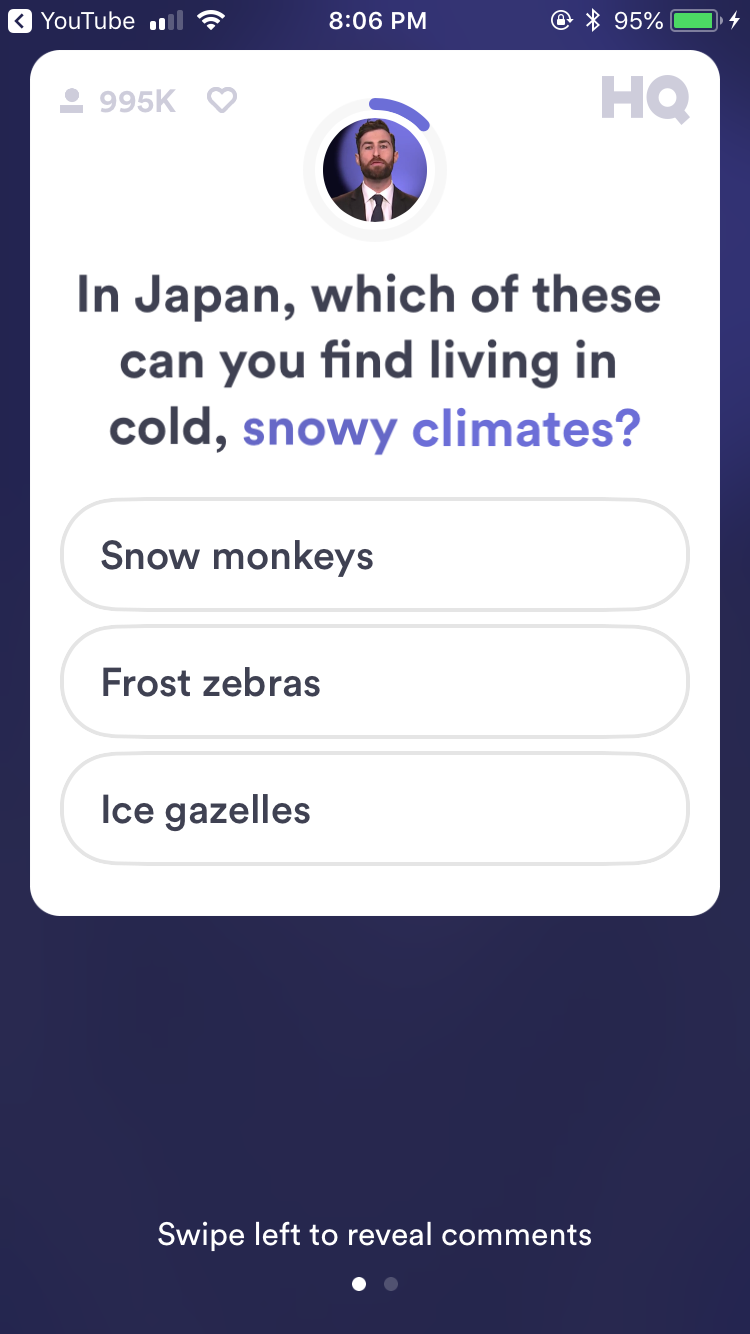 YouTube 8:06 PM 95%
995K HQ
In Japan, which of these
can you find living in
cold, snowy climates?
Snow monkeys
Frost zebras
Ice gazelles
Swipe left to reveal comments